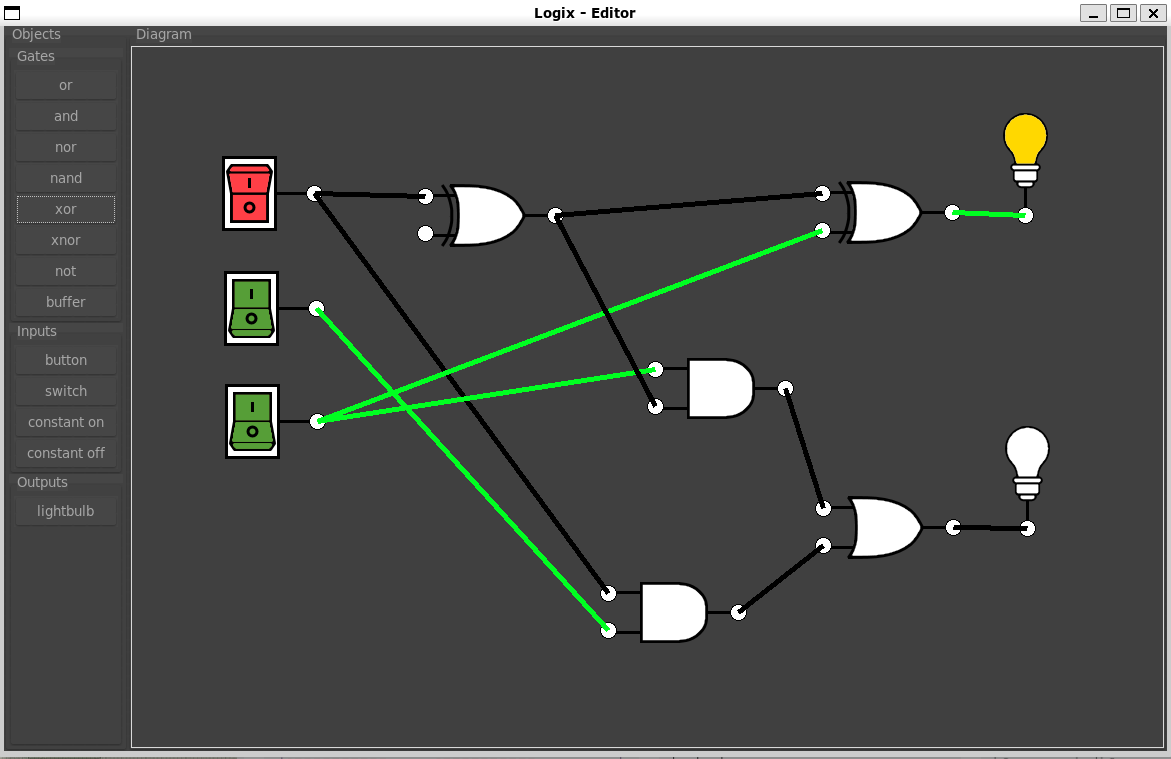 Logix - Editor
Objects
Diagram
Gates
or
and
nor
nand
xor
xnor
not
buffer
Inputs
button
switch
constant on
constant off
Outputs
lightbulb